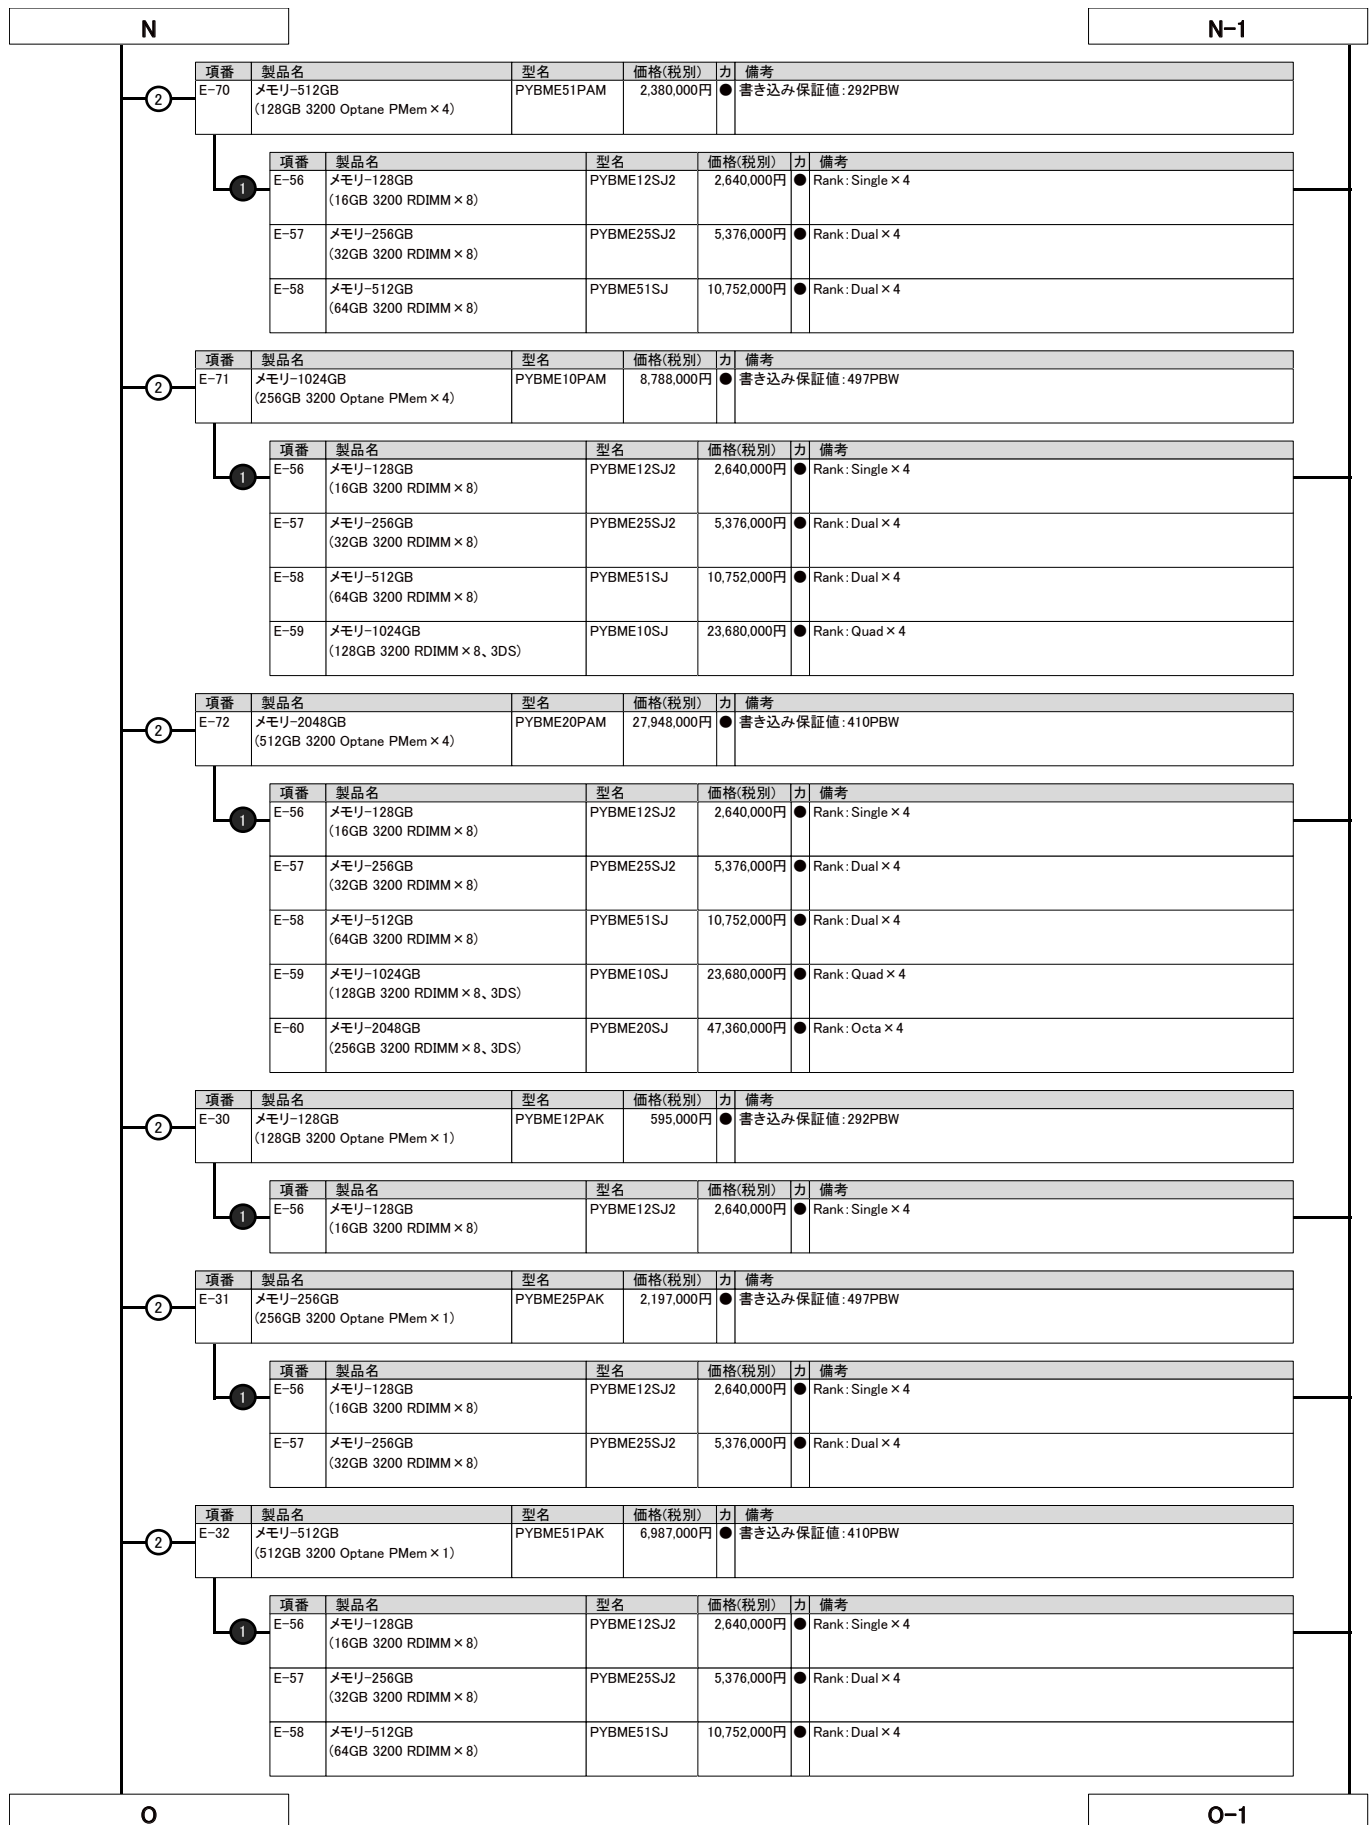 N
N-1
項番 製品名 型名 価格(税別) カ 備考
② E-70 メモリ-512GB PYBME51PAM 2,380,000円 ● 書き込み保証値:292PBW
(128GB 3200 Optane PMem×4)
項番 製品名 型名 価格(税別) カ 備考
❶ E-56 メモリ-128GB PYBME12SJ2 2,640,000円 ● Rank:Single×4
(16GB 3200 RDIMM×8)
E-57 メモリ-256GB PYBME25SJ2 5,376,000円 ● Rank:Dual×4
(32GB 3200 RDIMM×8)
E-58 メモリ-512GB PYBME51SJ 10,752,000円 ● Rank:Dual×4
(64GB 3200 RDIMM×8)
項番 製品名 型名 価格(税別) カ 備考
② E-71 メモリ-1024GB PYBME10PAM 8,788,000円 ● 書き込み保証値:497PBW
(256GB 3200 Optane PMem×4)
項番 製品名 型名 価格(税別) カ 備考
❶ E-56 メモリ-128GB PYBME12SJ2 2,640,000円 ● Rank:Single×4
(16GB 3200 RDIMM×8)
E-57 メモリ-256GB PYBME25SJ2 5,376,000円 ● Rank:Dual×4
(32GB 3200 RDIMM×8)
E-58 メモリ-512GB PYBME51SJ 10,752,000円 ● Rank:Dual×4
(64GB 3200 RDIMM×8)
E-59 メモリ-1024GB PYBME10SJ 23,680,000円 ● Rank:Quad×4
(128GB 3200 RDIMM×8、3DS)
項番 製品名 型名 価格(税別) カ 備考
② E-72 メモリ-2048GB PYBME20PAM 27,948,000円 ● 書き込み保証値:410PBW
(512GB 3200 Optane PMem×4)
項番 製品名 型名 価格(税別) カ 備考
❶ E-56 メモリ-128GB PYBME12SJ2 2,640,000円 ● Rank:Single×4
(16GB 3200 RDIMM×8)
E-57 メモリ-256GB PYBME25SJ2 5,376,000円 ● Rank:Dual×4
(32GB 3200 RDIMM×8)
E-58 メモリ-512GB PYBME51SJ 10,752,000円 ● Rank:Dual×4
(64GB 3200 RDIMM×8)
E-59 メモリ-1024GB PYBME10SJ 23,680,000円 ● Rank:Quad×4
(128GB 3200 RDIMM×8、3DS)
E-60 メモリ-2048GB PYBME20SJ 47,360,000円 ● Rank:Octa×4
(256GB 3200 RDIMM×8、3DS)
項番 製品名 型名 価格(税別) カ 備考
② E-30 メモリ-128GB PYBME12PAK 595,000円 ● 書き込み保証値:292PBW
(128GB 3200 Optane PMem×1)
項番 製品名 型名 価格(税別) カ 備考
❶ E-56 メモリ-128GB PYBME12SJ2 2,640,000円 ● Rank:Single×4
(16GB 3200 RDIMM×8)
項番 製品名 型名 価格(税別) カ 備考
② E-31 メモリ-256GB PYBME25PAK 2,197,000円 ● 書き込み保証値:497PBW
(256GB 3200 Optane PMem×1)
項番 製品名 型名 価格(税別) カ 備考
❶ E-56 メモリ-128GB PYBME12SJ2 2,640,000円 ● Rank:Single×4
(16GB 3200 RDIMM×8)
E-57 メモリ-256GB PYBME25SJ2 5,376,000円 ● Rank:Dual×4
(32GB 3200 RDIMM×8)
項番 製品名 型名 価格(税別) カ 備考
② E-32 メモリ-512GB PYBME51PAK 6,987,000円 ● 書き込み保証値:410PBW
(512GB 3200 Optane PMem×1)
項番 製品名 型名 価格(税別) カ 備考
❶ E-56 メモリ-128GB PYBME12SJ2 2,640,000円 ● Rank:Single×4
(16GB 3200 RDIMM×8)
E-57 メモリ-256GB PYBME25SJ2 5,376,000円 ● Rank:Dual×4
(32GB 3200 RDIMM×8)
E-58 メモリ-512GB PYBME51SJ 10,752,000円 ● Rank:Dual×4
(64GB 3200 RDIMM×8)
O
O-1